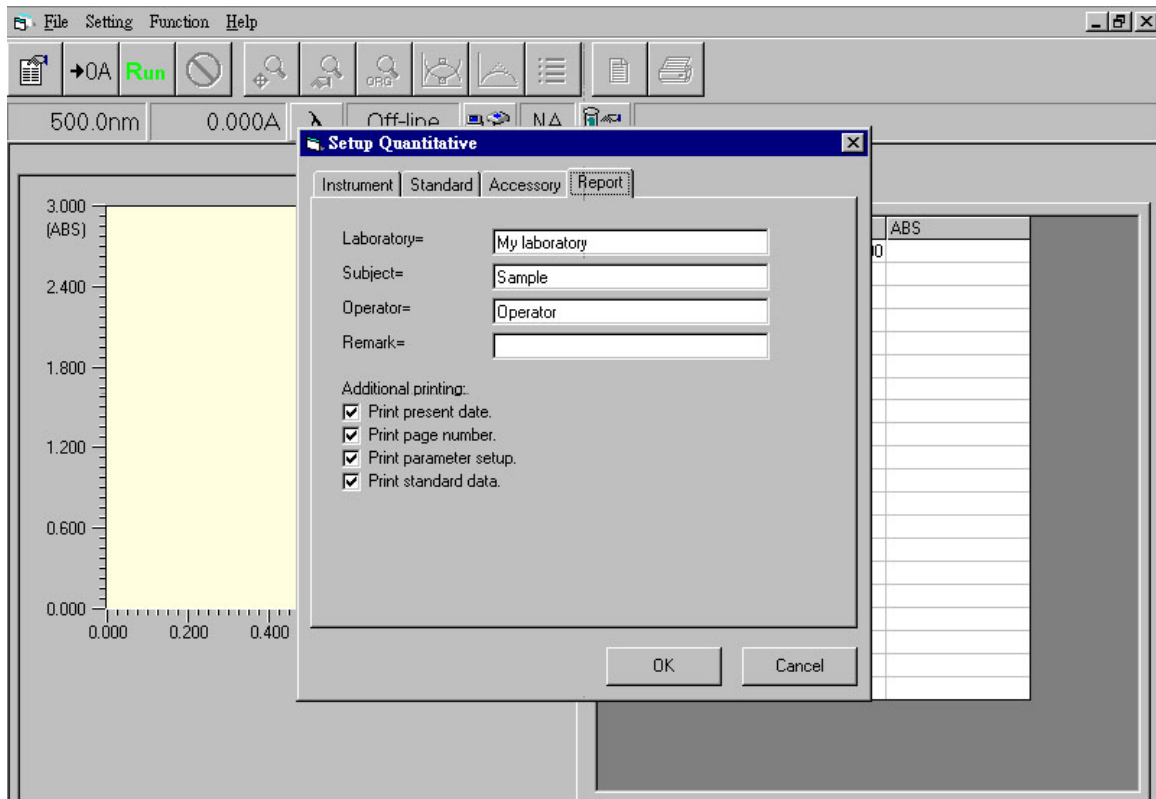 File Setting Function Help
→0A Run ORG
500.0nm 0.000A λ Off-line NA
Setup Quantitative
Instrument Standard Accessory Report
Laboratory= My laboratory
Subject= Sample
Operator= Operator
Remark=
Additional printing:.
Print present date.
Print page number.
Print parameter setup.
Print standard data.
OK Cancel
3.000
(ABS)
2.400
1.800
1.200
0.600
0.000
0.000 0.200 0.400
ABS